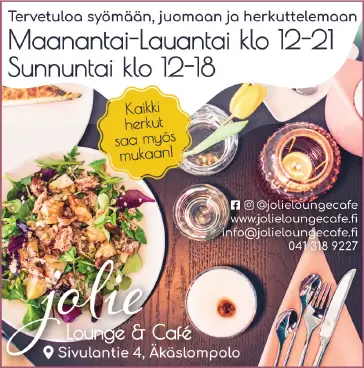 Tervetuloa syömään, juomaan ja herkuttelemaan
Maanantai-Lauantai klo 12-21
Sunnuntai klo 12-18
Kaikki
herkut
saa myös
mukaan!
@jolieloungecafe
www.jolieloungecafe.fi
info@jolieloungecafe.fi
041 318 9227
jolie
Lounge & Café
Sivulantie 4, Äkäslompolo